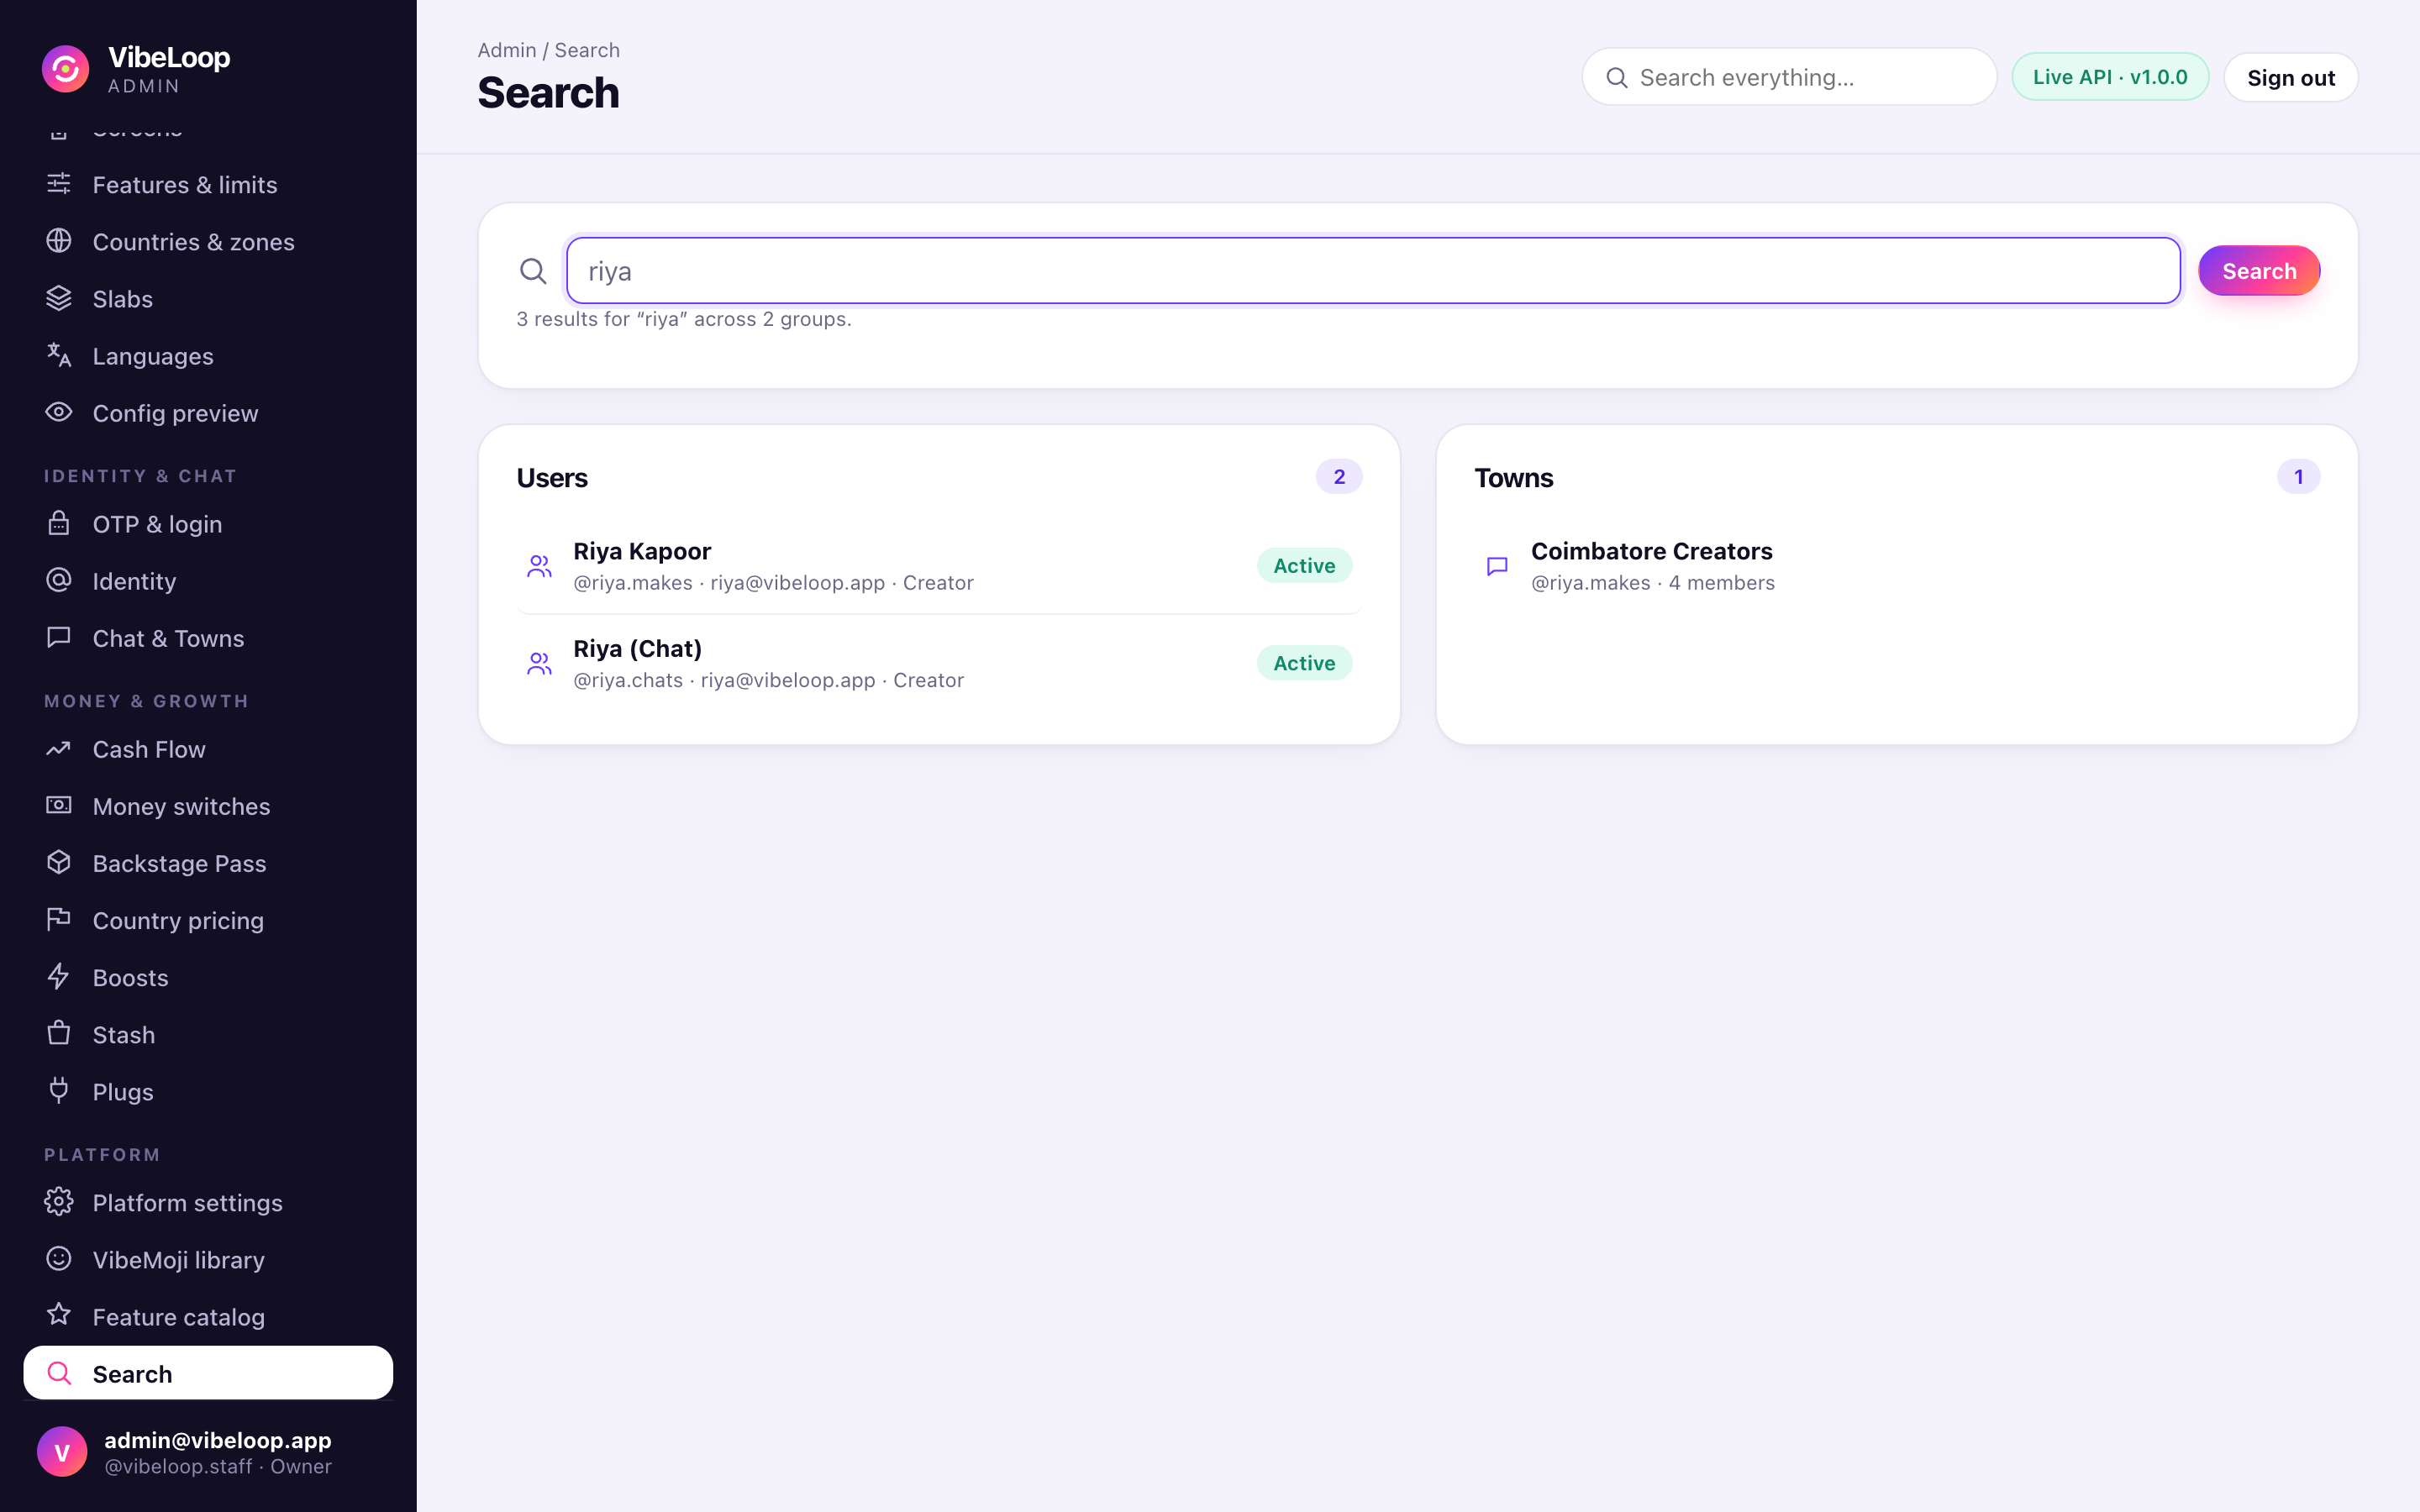 VibeLoop
ADMIN
Screens
Features & limits
Countries & zones
Slabs
Languages
Config preview
IDENTITY & CHAT
OTP & login
Identity
Chat & Towns
MONEY & GROWTH
Cash Flow
Money switches
Backstage Pass
Country pricing
Boosts
Stash
Plugs
PLATFORM
Platform settings
VibeMoji library
Feature catalog
Search
V
admin@vibeloop.app
@vibeloop.staff · Owner
Admin / Search
Search
Search everything...
Live API · v1.0.0
Sign out
riya
Search
3 results for “riya” across 2 groups.
Users
2
Riya Kapoor
@riya.makes · riya@vibeloop.app · Creator
Active
Riya (Chat)
@riya.chats · riya@vibeloop.app · Creator
Active
Towns
1
Coimbatore Creators
@riya.makes · 4 members